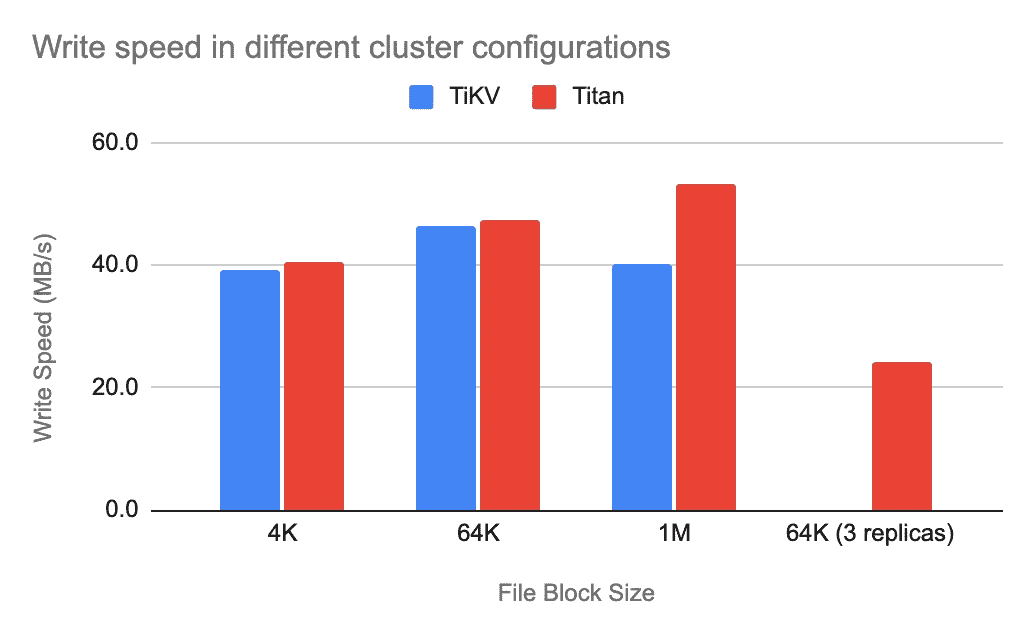 Write speed in different cluster configurations
TiKV Titan
60.0
40.0
20.0
0.0
Write Speed (MB/s)
4K 64K 1M 64K (3 replicas)
File Block Size